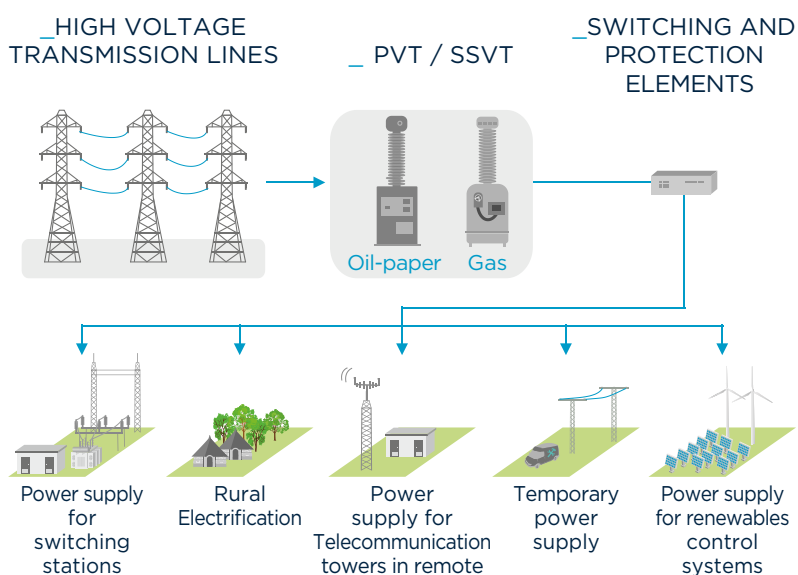 _HIGH VOLTAGE
TRANSMISSION LINES
_ PVT / SSVT
_SWITCHING AND
PROTECTION
ELEMENTS
Oil-paper
Gas
Power supply
for
switching
stations
Rural
Electrification
Power
supply for
Telecommunication
towers in remote
Temporary
power
supply
Power supply
for renewables
control
systems